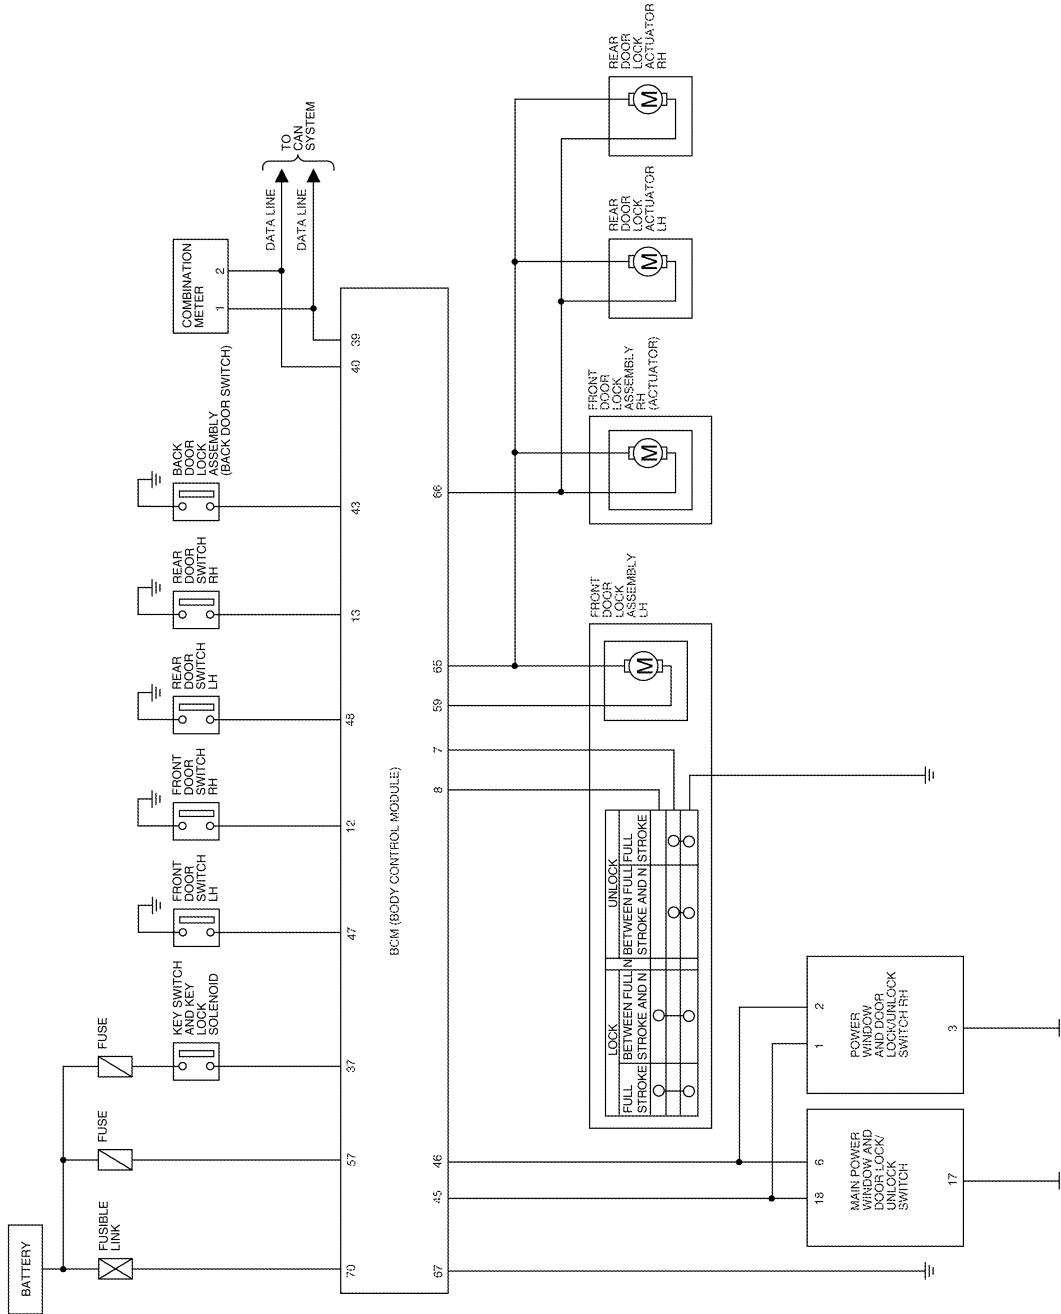 BATTERY
FUSIBLE
LINK
FUSE
FUSE
KEY SWITCH
AND KEY
LOCK
SOLENOID
FRONT
DOOR
SWITCH
LH
FRONT
DOOR
SWITCH
RH
REAR
DOOR
SWITCH
LH
REAR
DOOR
SWITCH
RH
BACK
DOOR
LOCK
ASSEMBLY
(BACK DOOR SWITCH)
COMBINATION
METER
1
2
DATA LINE
DATA LINE
TO
CAN
SYSTEM
70
57
37
47
12
48
13
43
40
39
BCM (BODY CONTROL MODULE)
67
45
46
8
7
59
65
66
FRONT
DOOR
LOCK
ASSEMBLY
LH
M
FRONT
DOOR
LOCK
ASSEMBLY
RH
(ACTUATOR)
M
REAR
DOOR
LOCK
ACTUATOR
LH
M
REAR
DOOR
LOCK
ACTUATOR
RH
M
LOCK
N
UNLOCK
FULL
STROKE
BETWEEN FULL
STROKE AND N
BETWEEN FULL
STROKE AND N
FULL
STROKE
18
6
MAIN POWER
WINDOW AND
DOOR LOCK/
UNLOCK
SWITCH
17
1
2
POWER
WINDOW
AND DOOR
LOCK/UNLOCK
SWITCH RH
3